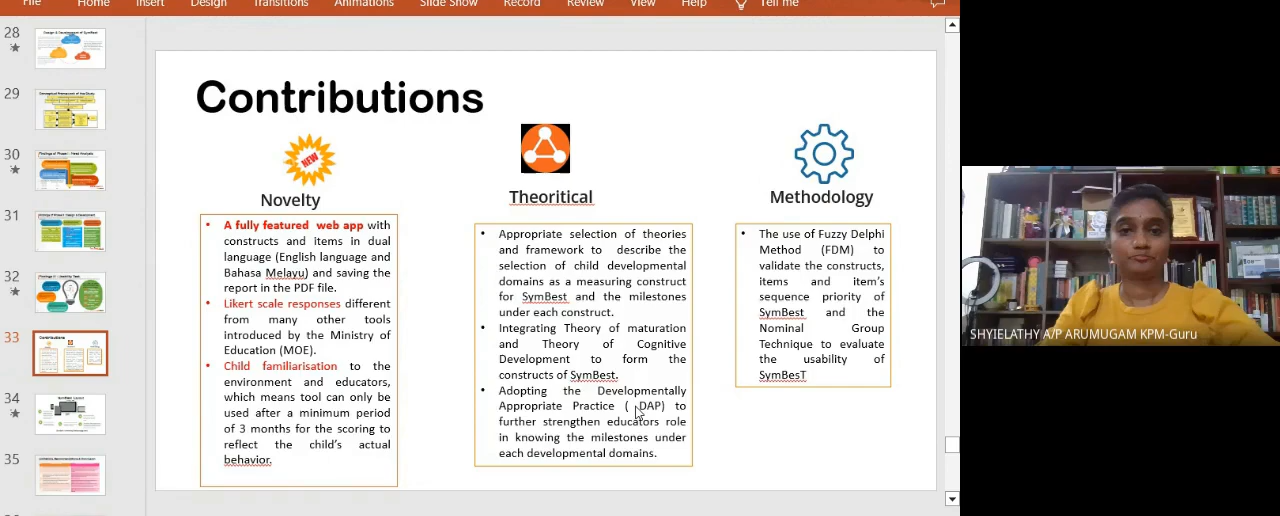 File Home Insert Design Transitions Animations Slide Show Record Review View Help Tell me
28
29
30
31
32
33
34
35
Contributions
NEW
Novelty
• A fully featured web app with
constructs and items in dual
language (English language and
Bahasa Melayu) and saving the
report in the PDF file.
• Likert scale responses different
from many other tools
introduced by the Ministry of
Education (MOE).
• Child familiarisation to the
environment and educators,
which means tool can only be
used after a minimum period
of 3 months for the scoring to
reflect the child's actual
behavior.
Theoritical
• Appropriate selection of theories
and framework to describe the
selection of child developmental
domains as a measuring construct
for SymBest and the milestones
under each construct.
• Integrating Theory of maturation
and Theory of Cognitive
Development to form the
constructs of SymBest.
• Adopting the Developmentally
Appropriate Practice ( DAP) to
further strengthen educators role
in knowing the milestones under
each developmental domains.
Methodology
• The use of Fuzzy Delphi
Method (FDM) to
validate the constructs,
items and item's
sequence priority of
SymBest and the
Nominal Group
Technique to evaluate
the usability of
SymBesT
SHYIELATHY A/P ARUMUGAM KPM-Guru